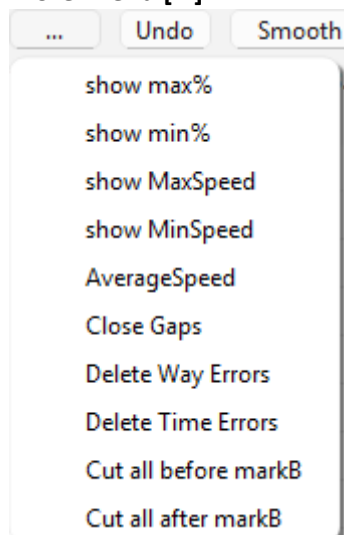 ... Undo Smooth
show max%
show min%
show MaxSpeed
show MinSpeed
AverageSpeed
Close Gaps
Delete Way Errors
Delete Time Errors
Cut all before markB
Cut all after markB